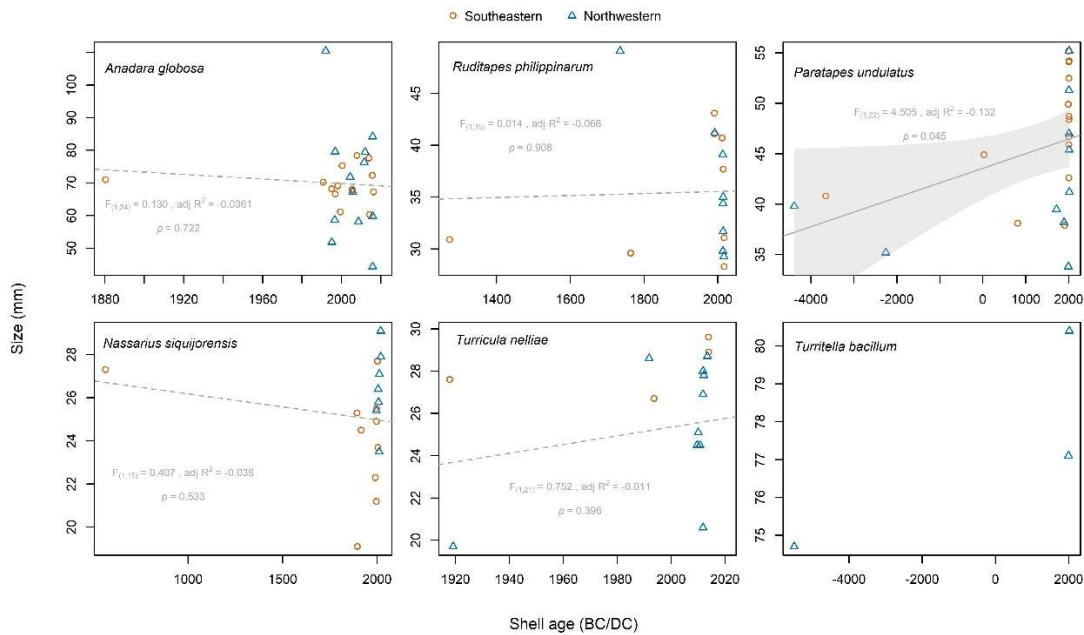 Southeastern Northwestern
Anadara globosa
F(1,24) = 0.130 , adj R2 = -0.0361
p = 0.722
50 60 70 80 90 100
1880 1920 1960 2000
Ruditapes philippinarum
F(1,15) = 0.014 , adj R2 = -0.066
p = 0.908
30 35 40 45
1400 1600 1800 2000
Paratapes undulatus
F(1,22) = 4.505 , adj R2 = -0.132
p = 0.045
35 40 45 50 55
-4000 -2000 0 1000 2000
Size (mm)
Nassarius siquijorensis
F(1,15) = 0.407 , adj R2 = -0.038
p = 0.533
20 22 24 26 28
1000 1500 2000
Turricula nelliae
F(1,21) = 0.752 , adj R2 = -0.011
p = 0.396
20 22 24 26 28 30
1920 1940 1960 1980 2000 2020
Turritella bacillum
75 76 77 78 79 80
-4000 -2000 0 1000 2000
Shell age (BC/DC)